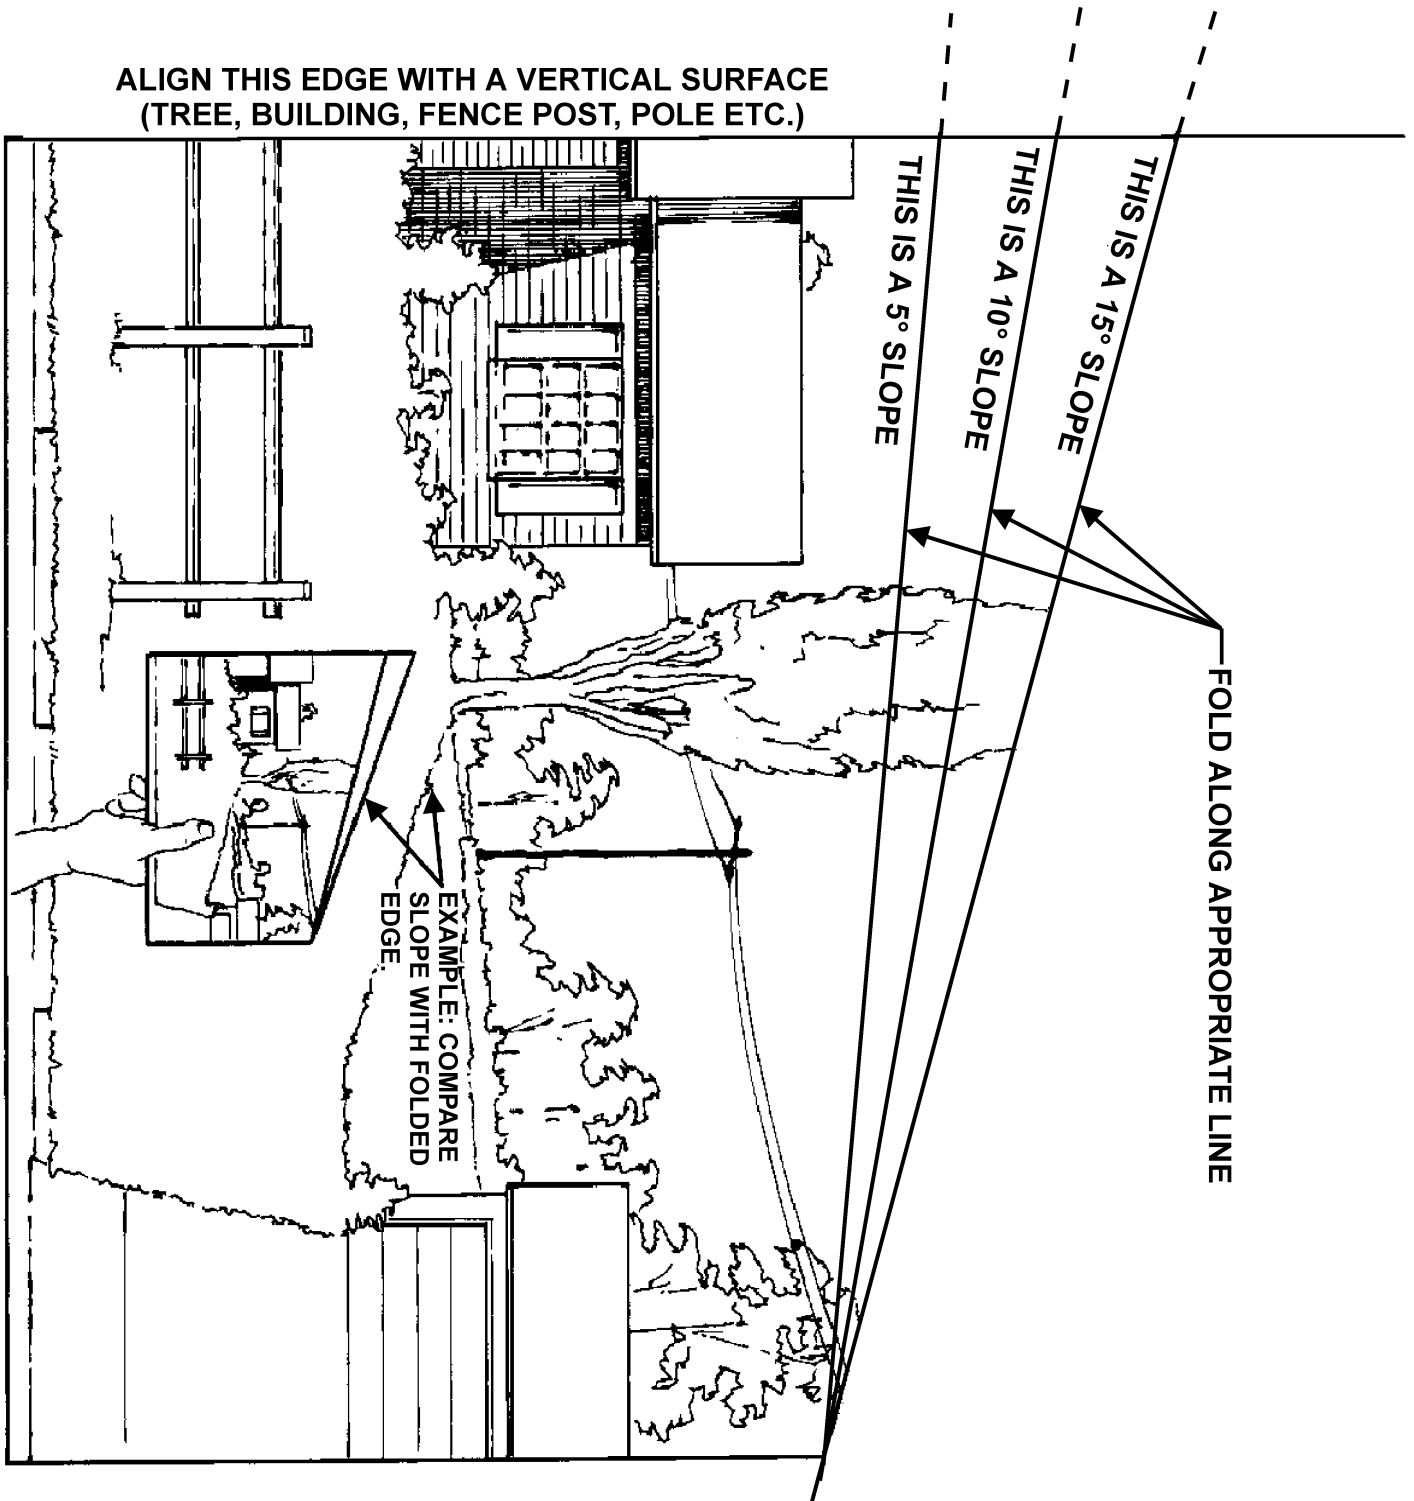 ALIGN THIS EDGE WITH A VERTICAL SURFACE
(TREE, BUILDING, FENCE POST, POLE ETC.)
THIS IS A 5° SLOPE
THIS IS A 10° SLOPE
THIS IS A 15° SLOPE
FOLD ALONG APPROPRIATE LINE
EXAMPLE: COMPARE
SLOPE WITH FOLDED
EDGE